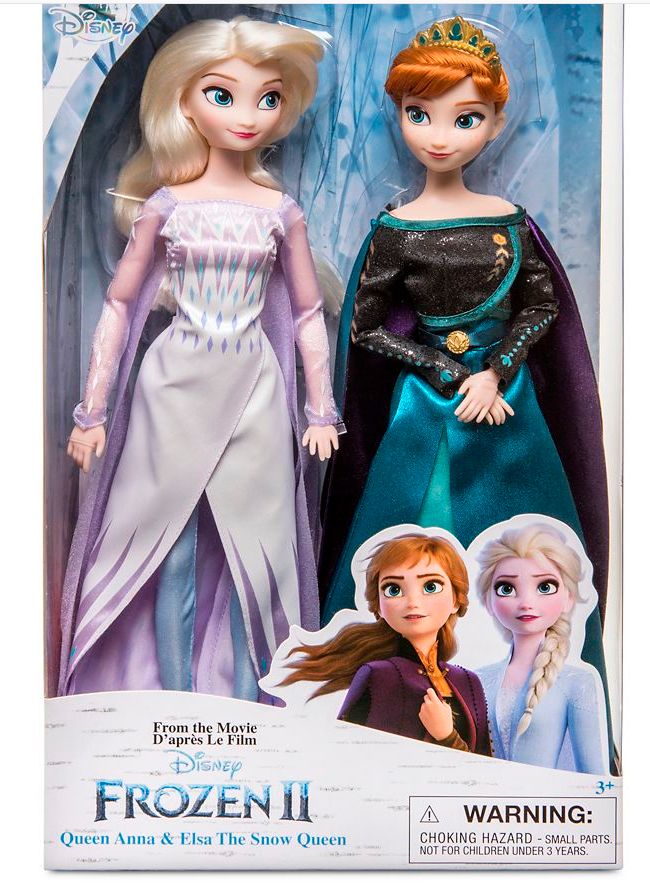 Disney
From the Movie
D'après Le Film
Disney
FROZEN II
Queen Anna & Elsa The Snow Queen
3+
⚠ WARNING:
CHOKING HAZARD - SMALL PARTS.
NOT FOR CHILDREN UNDER 3 YEARS.